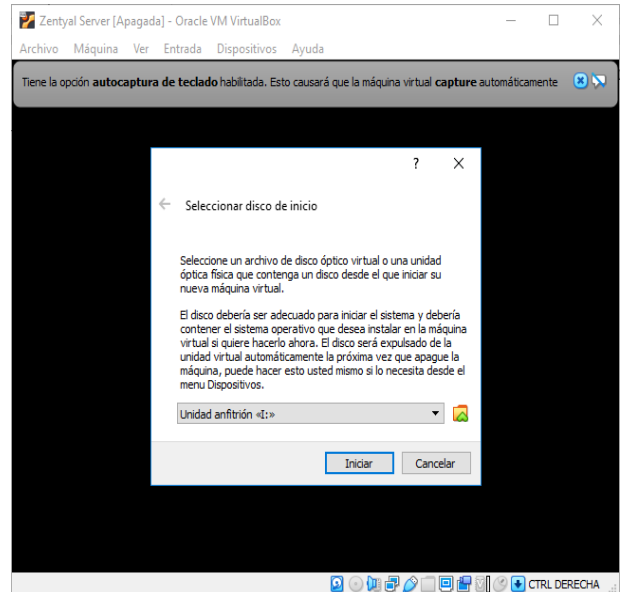 Zentyal Server [Apagada] - Oracle VM VirtualBox
Archivo Máquina Ver Entrada Dispositivos Ayuda
Tiene la opción autocaptura de teclado habilitada. Esto causará que la máquina virtual capture automáticamente
?
Seleccionar disco de inicio
Seleccione un archivo de disco óptico virtual o una unidad
óptica física que contenga un disco desde el que iniciar su
nueva máquina virtual.
El disco debería ser adecuado para iniciar el sistema y debería
contener el sistema operativo que desea instalar en la máquina
virtual si quiere hacerlo ahora. El disco será expulsado de la
unidad virtual automáticamente la próxima vez que apague la
máquina, puede hacer esto usted mismo si lo necesita desde el
menu Dispositivos.
Unidad anfitrión «I:»
Iniciar Cancelar
CTRL DERECHA